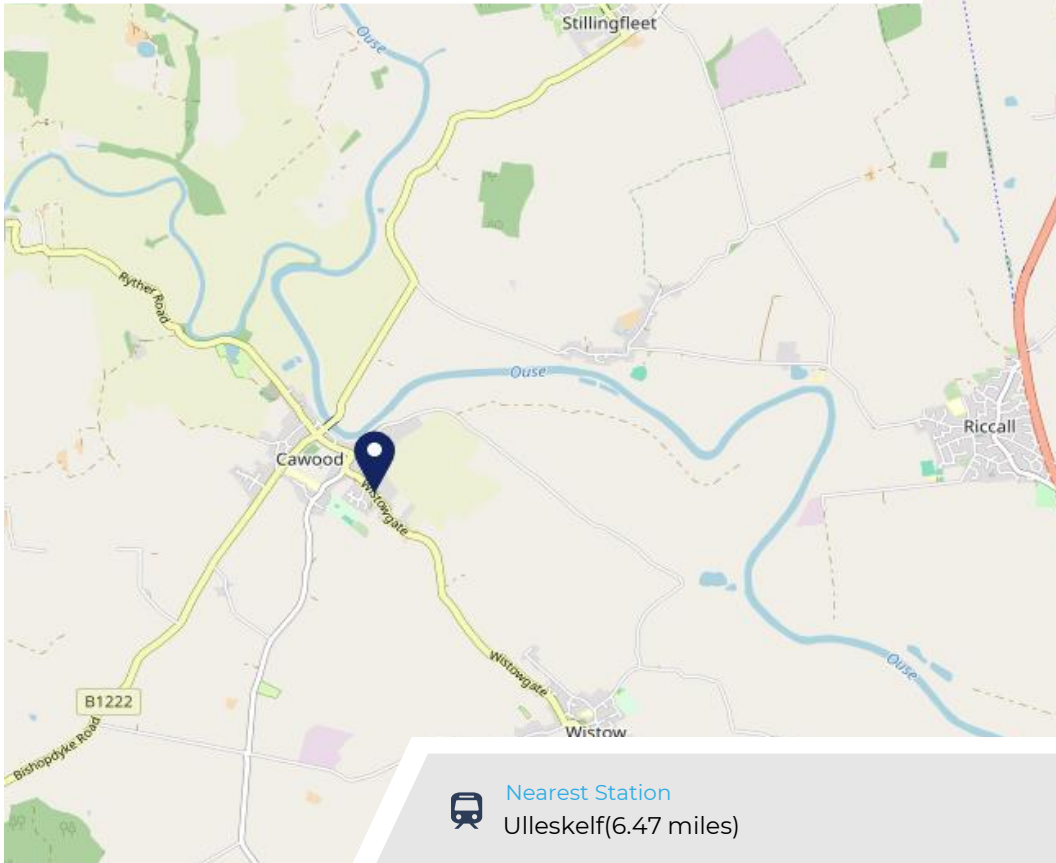 Stillingfleet
Ouse
Ryther Road
Ouse
Riccall
Cawood
Wistowgate
Wistowgate
Ouse
B1222
Wistow
Bishopdyke Road
Nearest Station
Ulleskelf(6.47 miles)